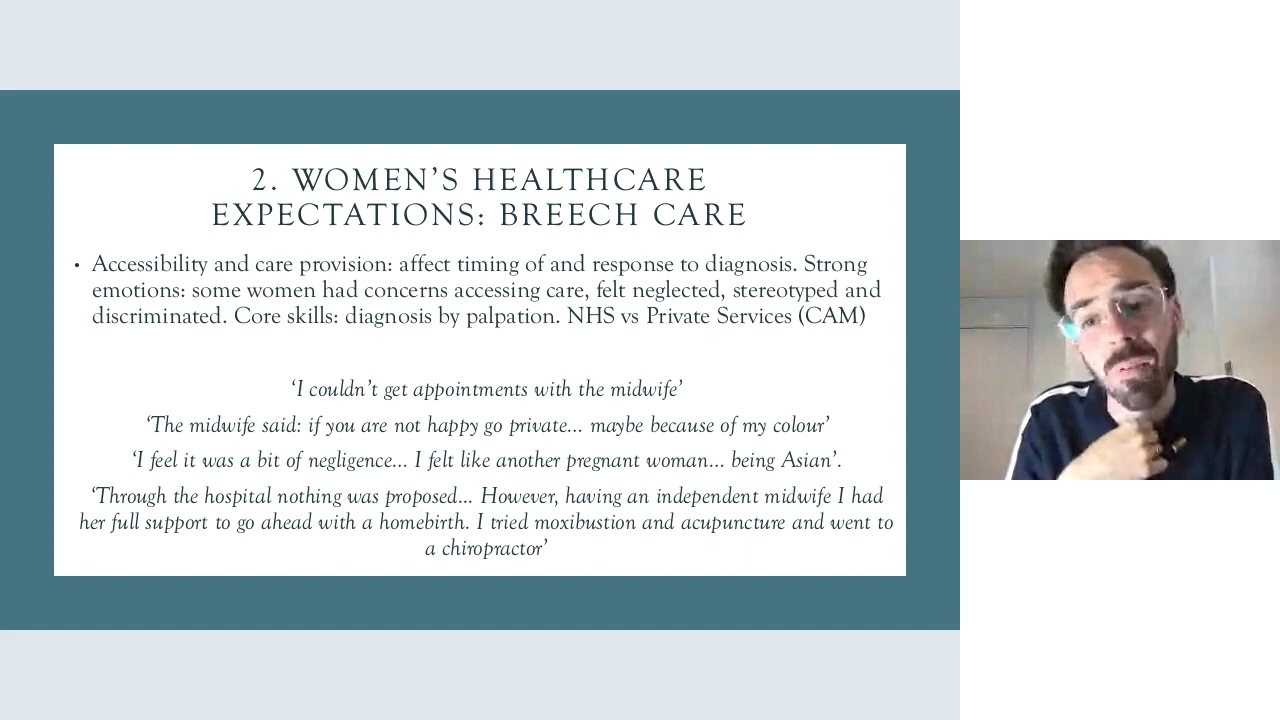 2. WOMEN’S HEALTHCARE
EXPECTATIONS: BREECH CARE
• Accessibility and care provision: affect timing of and response to diagnosis. Strong
emotions: some women had concerns accessing care, felt neglected, stereotyped and
discriminated. Core skills: diagnosis by palpation. NHS vs Private Services (CAM)
‘I couldn’t get appointments with the midwife’
‘The midwife said: if you are not happy go private... maybe because of my colour’
‘I feel it was a bit of negligence... I felt like another pregnant woman... being Asian’.
‘Through the hospital nothing was proposed... However, having an independent midwife I had
her full support to go ahead with a homebirth. I tried moxibustion and acupuncture and went to
a chiropractor’